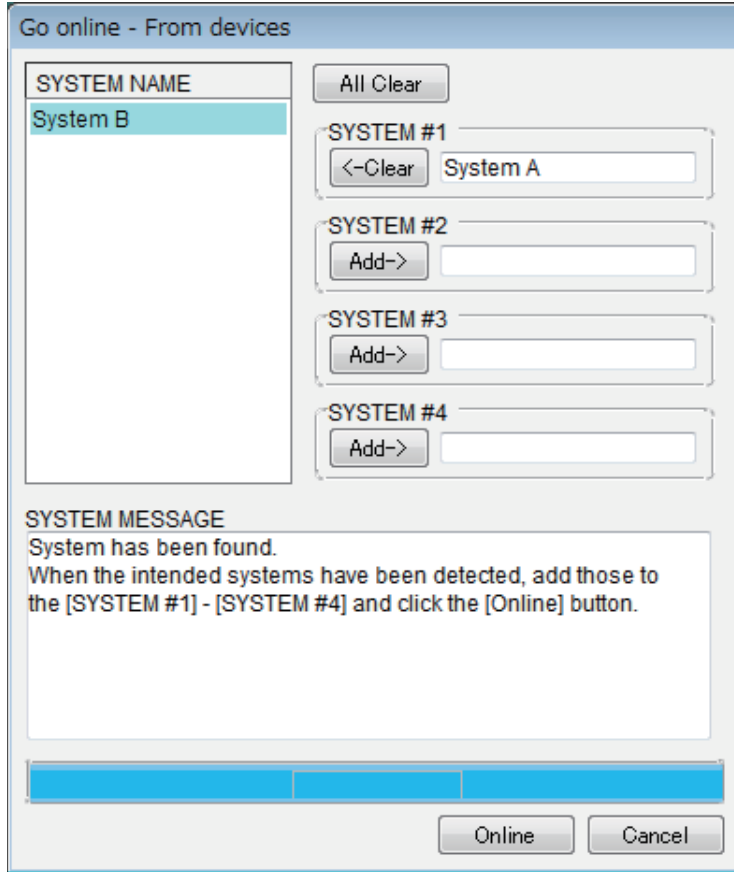 Go online - From devices
SYSTEM NAME
All Clear
System B
SYSTEM #1
<-Clear
System A
SYSTEM #2
Add->
SYSTEM #3
Add->
SYSTEM #4
Add->
SYSTEM MESSAGE
System has been found.
When the intended systems have been detected, add those to
the [SYSTEM #1] - [SYSTEM #4] and click the [Online] button.
Online
Cancel